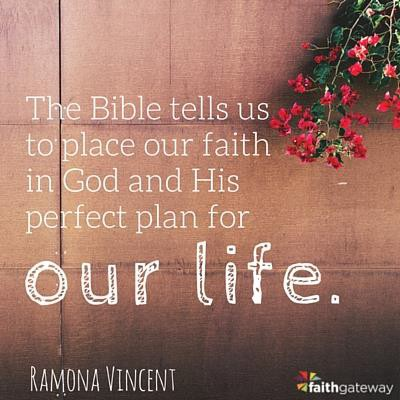 The Bible tells us
to place our faith
in God and His
perfect plan for
our life.
RAMONA VINCENT
faithgateway